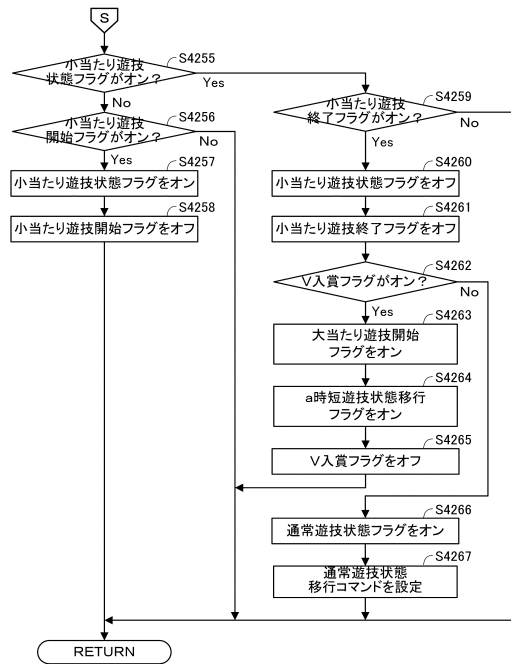 S
小当たり遊技
状態フラグがオン？
S4255
Yes
No
小当たり遊技
開始フラグがオン？
S4256
No
Yes
S4257
小当たり遊技状態フラグをオン
S4258
小当たり遊技開始フラグをオフ
小当たり遊技
終了フラグがオン？
S4259
No
Yes
S4260
小当たり遊技状態フラグをオフ
S4261
小当たり遊技終了フラグをオフ
V入賞フラグがオン？
S4262
No
Yes
S4263
大当たり遊技開始
フラグをオン
S4264
a時短遊技状態移行
フラグをオン
S4265
V入賞フラグをオフ
S4266
通常遊技状態フラグをオン
S4267
通常遊技状態
移行コマンドを設定
RETURN